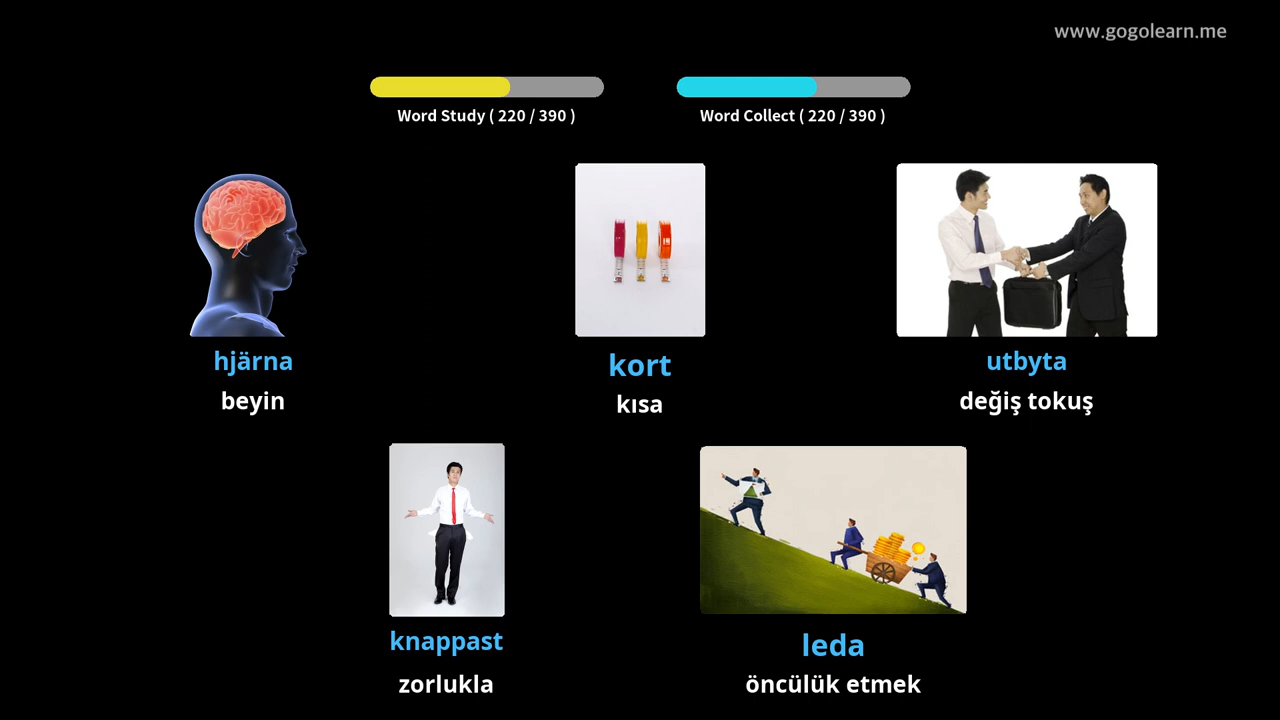 www.gogolearn.me
Word Study ( 220 / 390 )
Word Collect ( 220 / 390 )
hjärna
beyin
kort
kısa
utbyta
değiş tokuş
knappast
zorlukla
leda
öncülük etmek